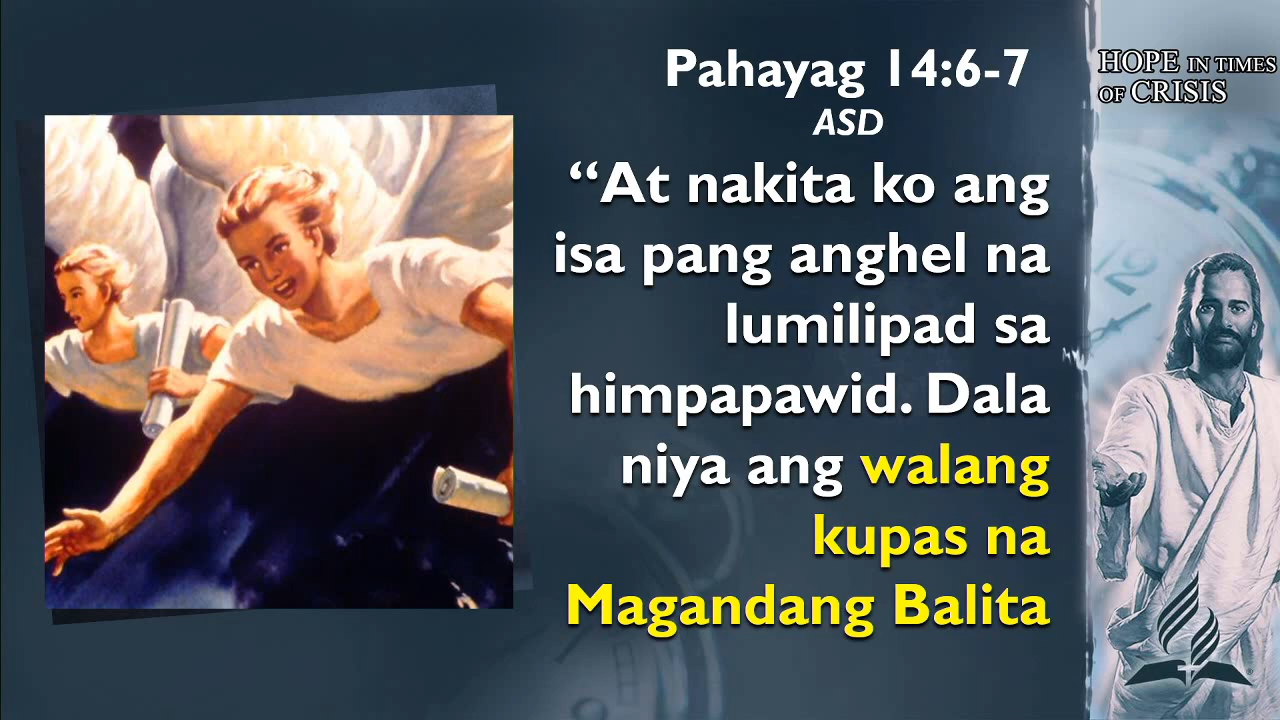 Pahayag 14:6-7
ASD
“At nakita ko ang
isa pang anghel na
lumilipad sa
himpapawid. Dala
niya ang walang
kupas na
Magandang Balita
HOPE IN TIMES
OF CRISIS
12